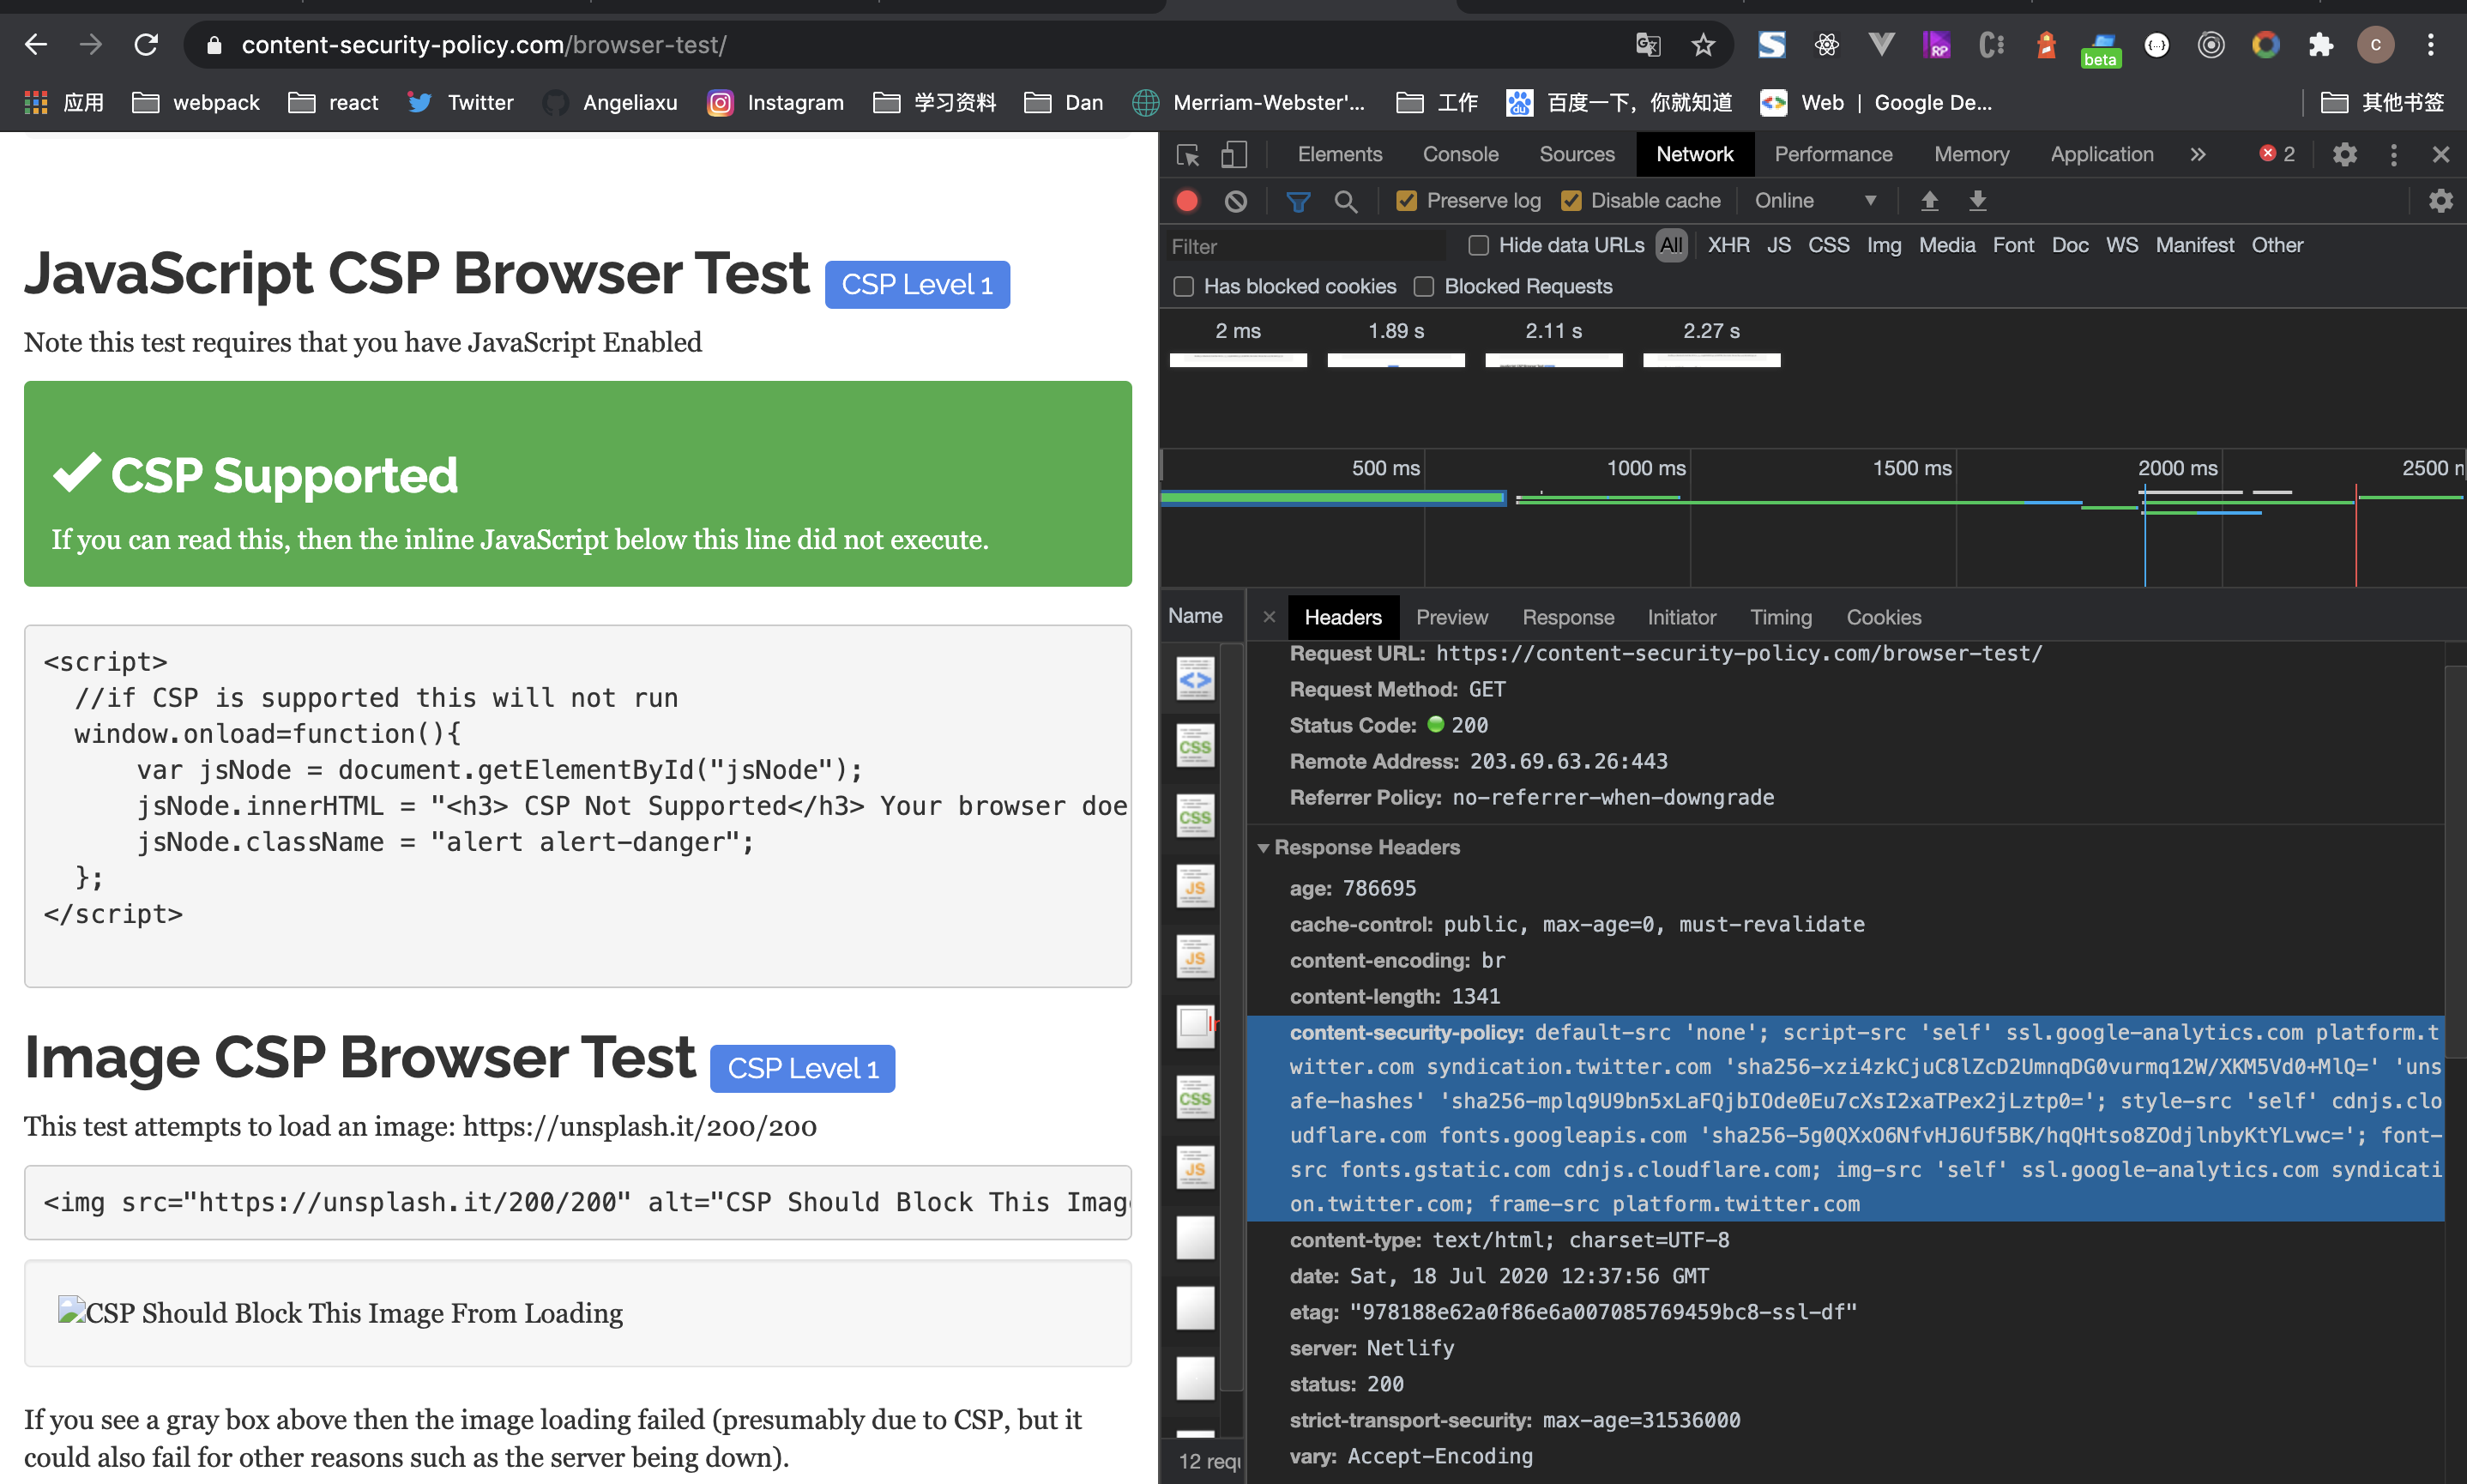 content-security-policy.com/browser-test/
beta
C
应用
webpack
react
Twitter
Angeliaxu
Instagram
学习资料
Dan
Merriam-Webster'...
工作
百度一下，你就知道
Web | Google De...
其他书签
JavaScript CSP Browser Test CSP Level 1
Note this test requires that you have JavaScript Enabled
CSP Supported
If you can read this, then the inline JavaScript below this line did not execute.
<script>
//if CSP is supported this will not run
window.onload=function(){
var jsNode = document.getElementById("jsNode");
jsNode.innerHTML = "<h3> CSP Not Supported</h3> Your browser doe
jsNode.className = "alert alert-danger";
};
</script>
Image CSP Browser Test CSP Level 1
This test attempts to load an image: https://unsplash.it/200/200
<img src="https://unsplash.it/200/200" alt="CSP Should Block This Imag
CSP Should Block This Image From Loading
If you see a gray box above then the image loading failed (presumably due to CSP, but it
could also fail for other reasons such as the server being down).
Elements Console Sources Network Performance Memory Application » 2
Preserve log Disable cache Online
Filter Hide data URLs All XHR JS CSS Img Media Font Doc WS Manifest Other
Has blocked cookies Blocked Requests
2 ms 1.89 s 2.11 s 2.27 s
500 ms 1000 ms 1500 ms 2000 ms 2500 m
Name
Headers Preview Response Initiator Timing Cookies
Request URL: https://content-security-policy.com/browser-test/
Request Method: GET
Status Code: 200
Remote Address: 203.69.63.26:443
Referrer Policy: no-referrer-when-downgrade
Response Headers
age: 786695
cache-control: public, max-age=0, must-revalidate
content-encoding: br
content-length: 1341
content-security-policy: default-src 'none'; script-src 'self' ssl.google-analytics.com platform.t
witter.com syndication.twitter.com 'sha256-xzi4zkCjuC8lZcD2UmnqDG0vurmq12W/XKM5Vd0+MlQ=' 'uns
afe-hashes' 'sha256-mplq9U9bn5xLaFQjbIOde0Eu7cXsI2xaTPex2jLztp0='; style-src 'self' cdnjs.clo
udflare.com fonts.googleapis.com 'sha256-5g0QXxO6NfvHJ6Uf5BK/hqQHtso8ZOdjlnbyKtYLvwc='; font-
src fonts.gstatic.com cdnjs.cloudflare.com; img-src 'self' ssl.google-analytics.com syndicati
on.twitter.com; frame-src platform.twitter.com
content-type: text/html; charset=UTF-8
date: Sat, 18 Jul 2020 12:37:56 GMT
etag: "978188e62a0f86e6a007085769459bc8-ssl-df"
server: Netlify
status: 200
strict-transport-security: max-age=31536000
vary: Accept-Encoding
CSS
CSS
JS
JS
CSS
JS
12 requ